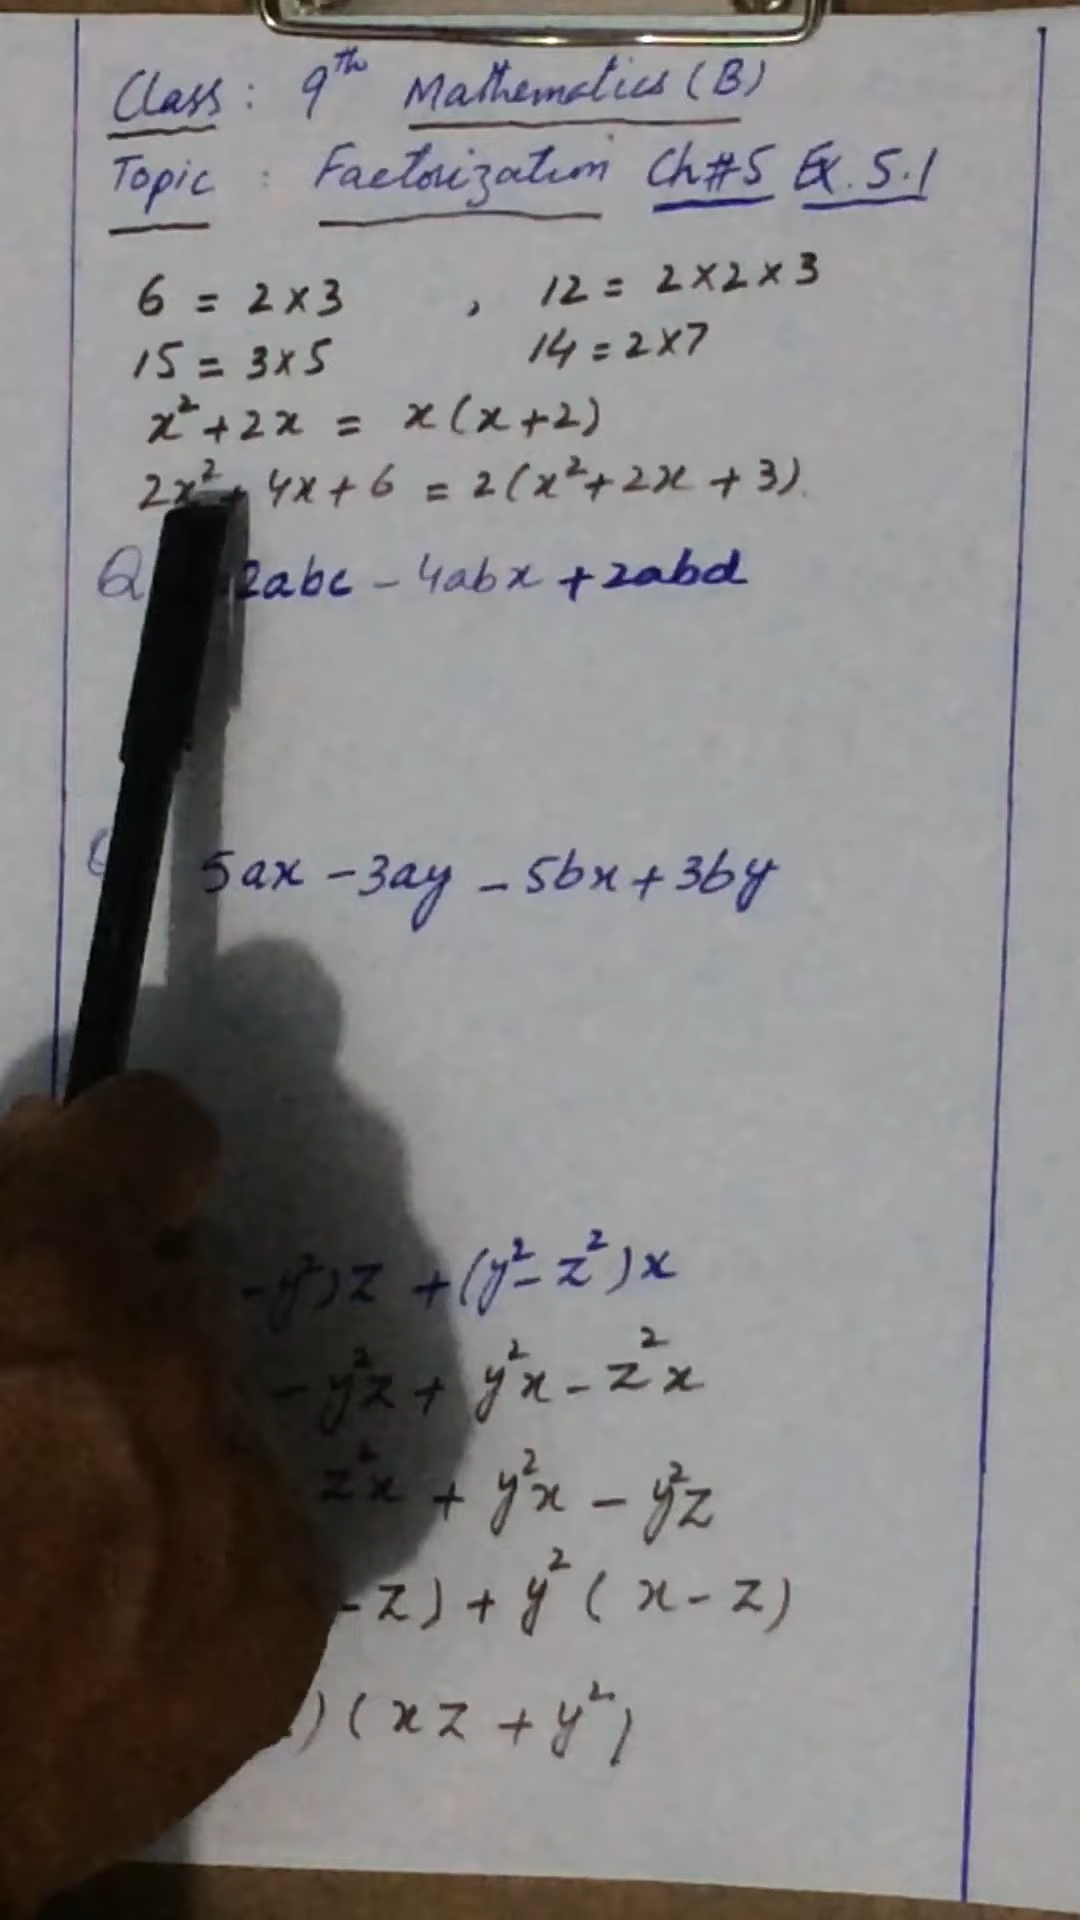 Class : 9th Mathematics (B)
Topic : Factorization Ch#5 Ex. 5.1
6 = 2×3 , 12 = 2×2×3
15 = 3×5 14 = 2×7
x²+2x = x(x+2)
2x²+4x+6 = 2(x²+2x+3).
Q 2abc - 4abx + 2abd
5ax - 3ay - 5bx + 3by
-y²)z + (y²-z²)x
- y²z + y²x - z²x
z²x + y²x - y²z
-z) + y² (x-z)
) (xz + y²)